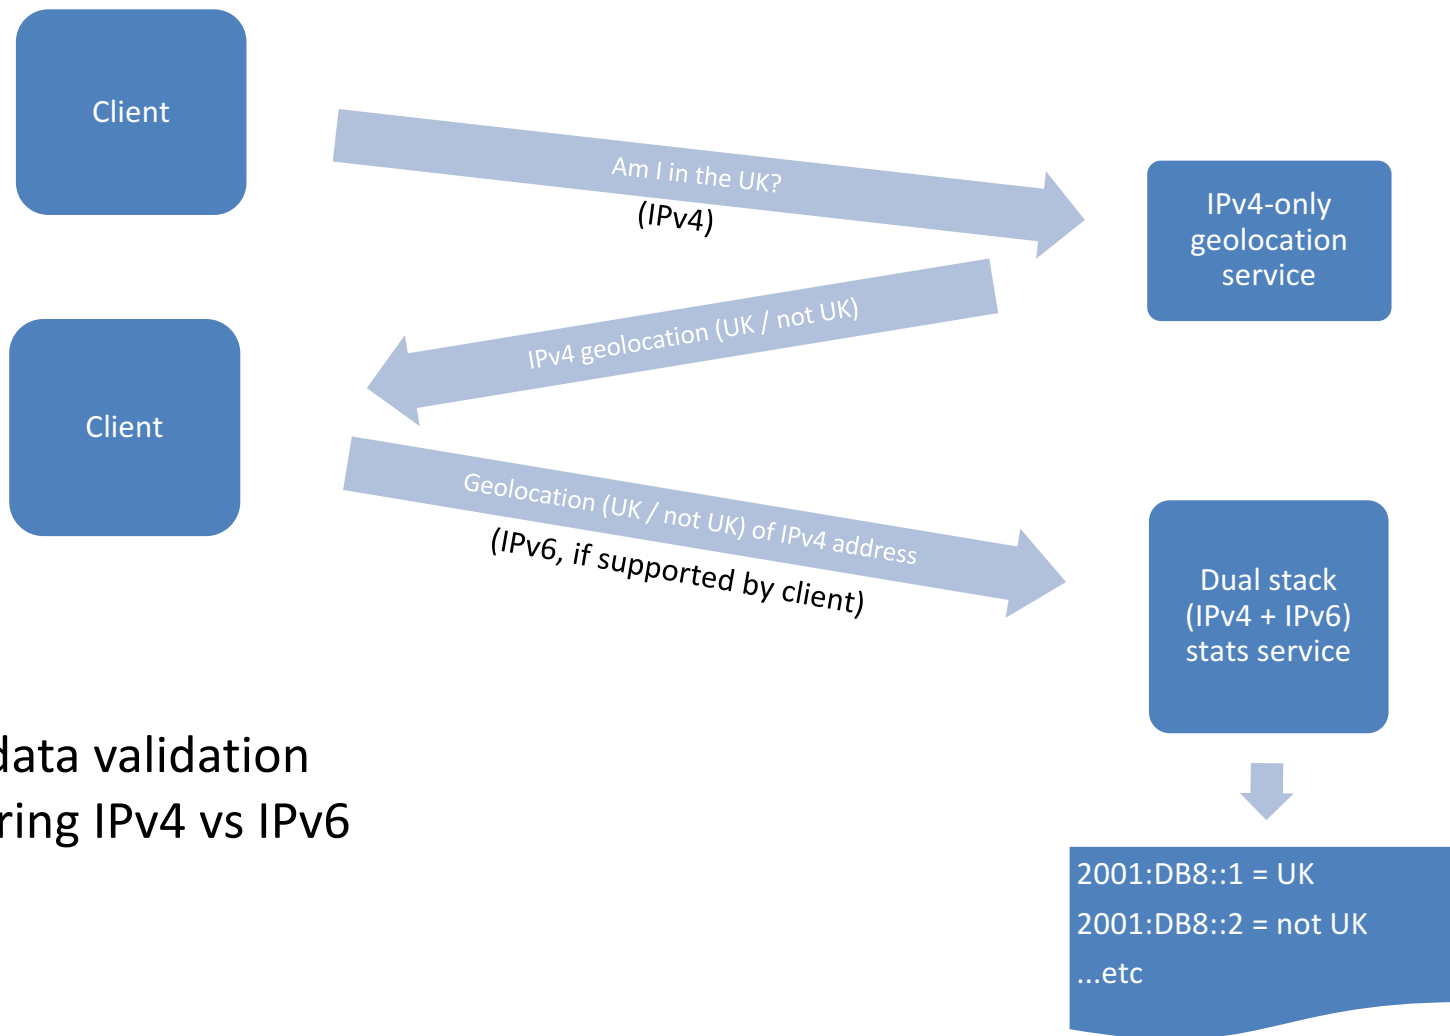 Client
Am I in the UK?
(IPv4)
IPv4-only
geolocation
service
IPv4 geolocation (UK / not UK)
Client
Geolocation (UK / not UK) of IPv4 address
(IPv6, if supported by client)
Dual stack
(IPv4 + IPv6)
stats service
data validation
ring IPv4 vs IPv6
2001:DB8::1 = UK
2001:DB8::2 = not UK
...etc